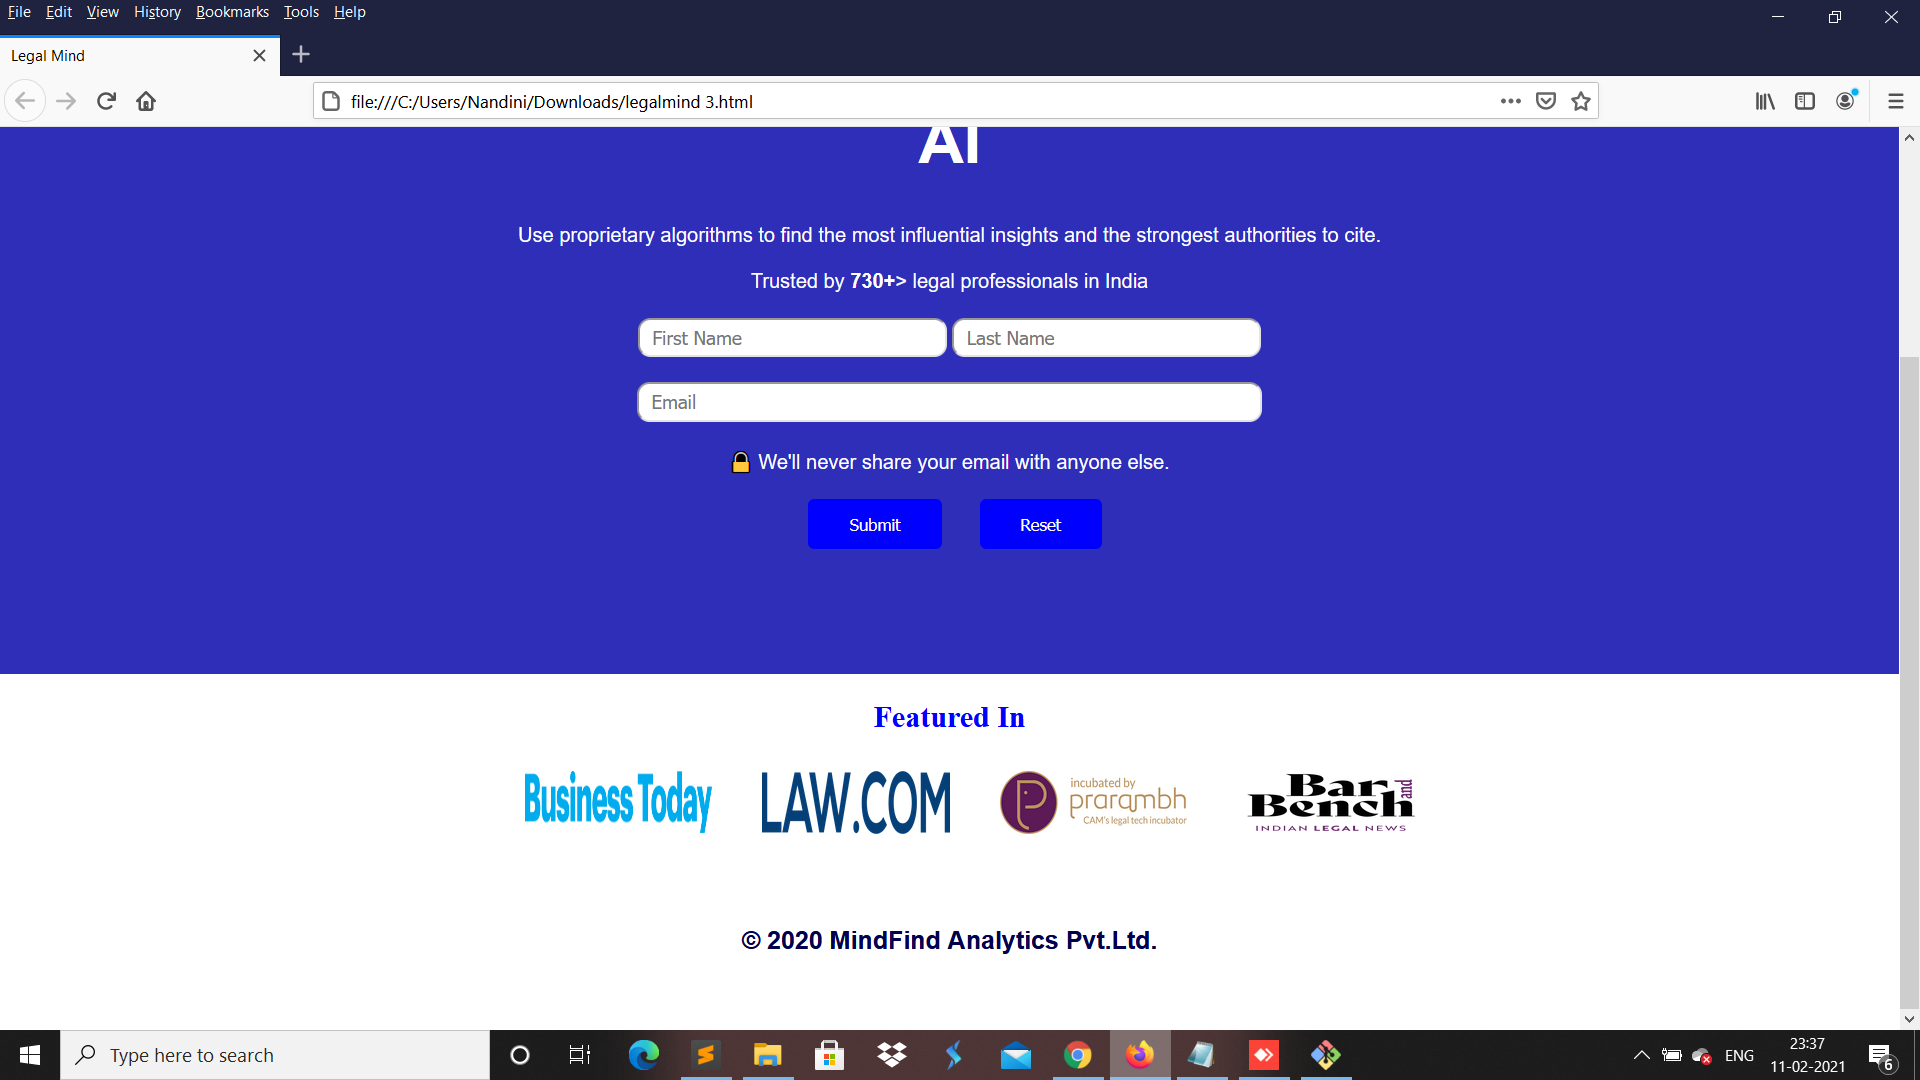 File Edit View History Bookmarks Tools Help
Legal Mind
file:///C:/Users/Nandini/Downloads/legalmind 3.html
AI
Use proprietary algorithms to find the most influential insights and the strongest authorities to cite.
Trusted by 730+> legal professionals in India
First Name Last Name
Email
We'll never share your email with anyone else.
Submit Reset
Featured In
Business Today
LAW.COM
incubated by
prarambh
CAM's legal tech incubator
Bar and
Bench
INDIAN LEGAL NEWS
© 2020 MindFind Analytics Pvt.Ltd.
Type here to search
ENG
23:37
11-02-2021
6